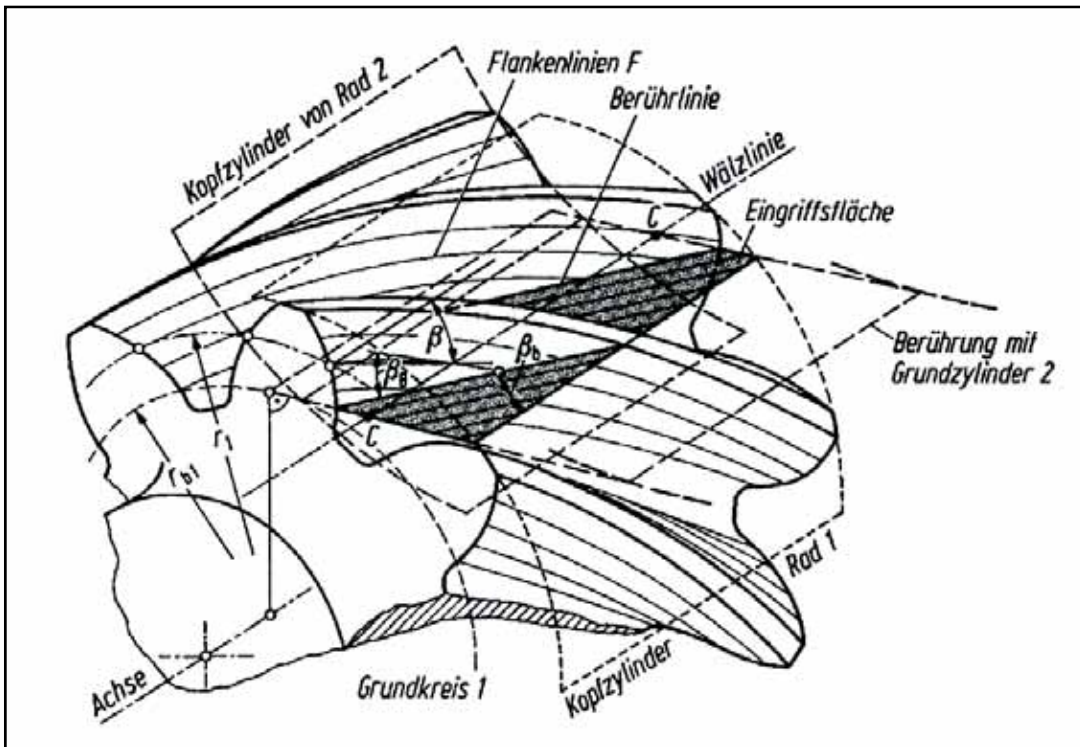 Flankenlinien F
Berührlinie
Kopfzylinder von Rad 2
Wälzlinie
Eingriffsfläche
C
β
βb
Berührung mit
Grundzylinder 2
C
r1
rb1
Rad 1
Kopfzylinder
Grundkreis 1
Achse